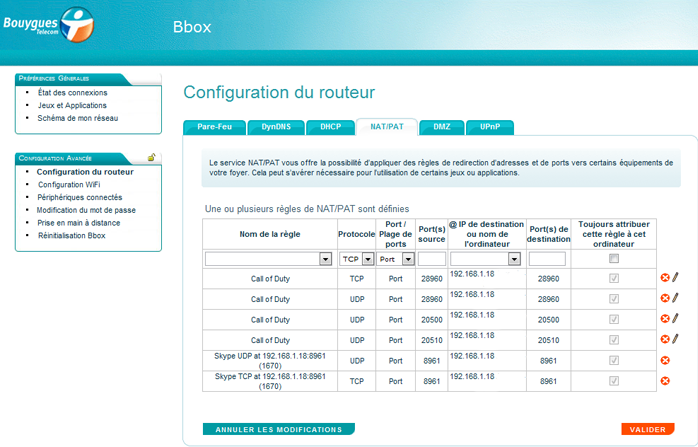 Bouygues
Telecom
Bbox
Préférences Générales
État des connexions
Jeux et Applications
Schéma de mon réseau
Configuration Avancée
Configuration du routeur
Configuration WiFi
Périphériques connectés
Modification du mot de passe
Prise en main à distance
Réinitialisation Bbox
Configuration du routeur
Pare-Feu DynDNS DHCP NAT/PAT DMZ UPnP
Le service NAT/PAT vous offre la possibilité d'appliquer des règles de redirection d'adresses et de ports vers certains équipements de
votre foyer. Cela peut s'avérer nécessaire pour l'utilisation de certains jeux ou applications.
Une ou plusieurs règles de NAT/PAT sont définies
Nom de la règle Protocole Port / Plage de ports Port(s) source @ IP de destination ou nom de l'ordinateur Port(s) de destination Toujours attribuer cette règle à cet ordinateur
TCP Port
Call of Duty TCP Port 28960 192.168.1.18 28960
Call of Duty UDP Port 28960 192.168.1.18 28960
Call of Duty UDP Port 20500 192.168.1.18 20500
Call of Duty UDP Port 20510 192.168.1.18 20510
Skype UDP at 192.168.1.18:8961 (1670) UDP Port 8961 192.168.1.18 8961
Skype TCP at 192.168.1.18:8961 (1670) TCP Port 8961 192.168.1.18 8961
ANNULER LES MODIFICATIONS VALIDER